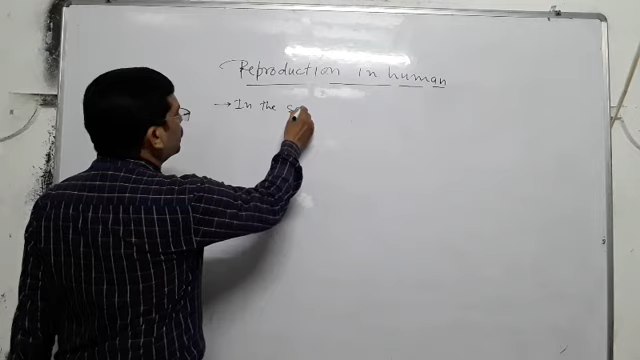 Reproduction in human
→ In the s